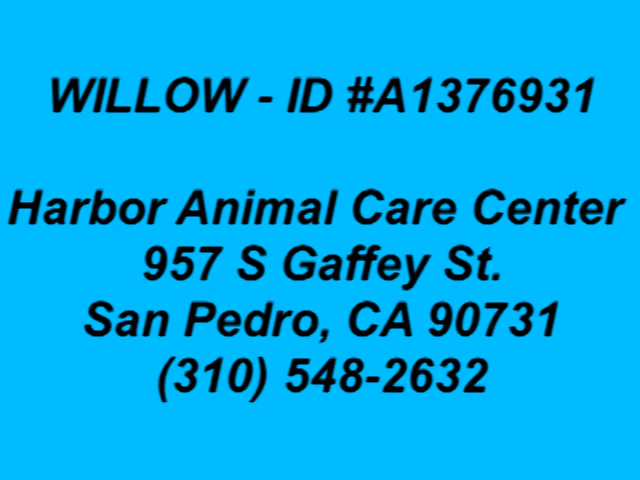 WILLOW - ID #A1376931
Harbor Animal Care Center
957 S Gaffey St.
San Pedro, CA 90731
(310) 548-2632